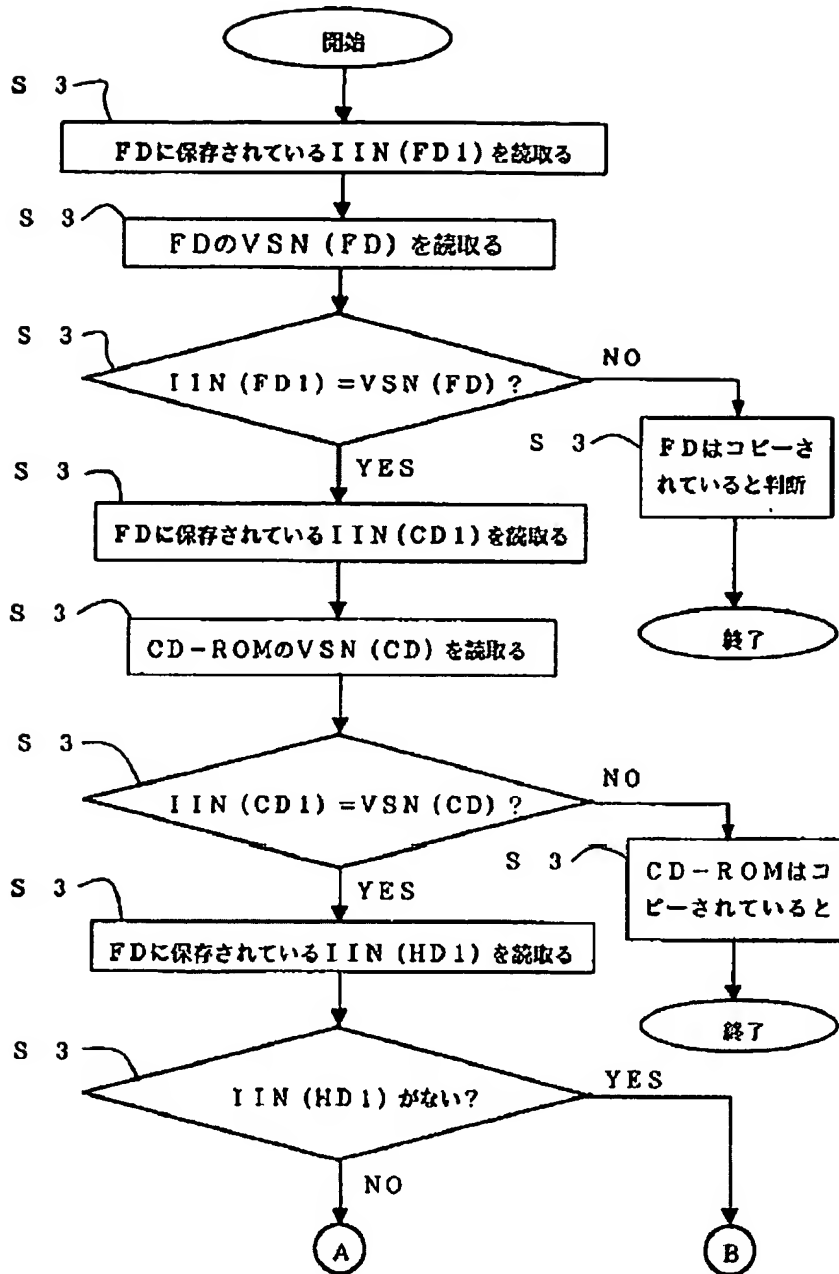 開始
S 3
FDに保存されているIIN(FD1)を読取る
S 3
FDのVSN(FD)を読取る
S 3
IIN(FD1)=VSN(FD)?
NO
YES
S 3
FDはコピーさ
れていると判断
終了
S 3
FDに保存されているIIN(CD1)を読取る
S 3
CD-ROMのVSN(CD)を読取る
S 3
IIN(CD1)=VSN(CD)?
NO
YES
S 3
CD-ROMはコ
ピーされていると
終了
S 3
FDに保存されているIIN(HD1)を読取る
S 3
IIN(HD1)がない?
YES
NO
A
B